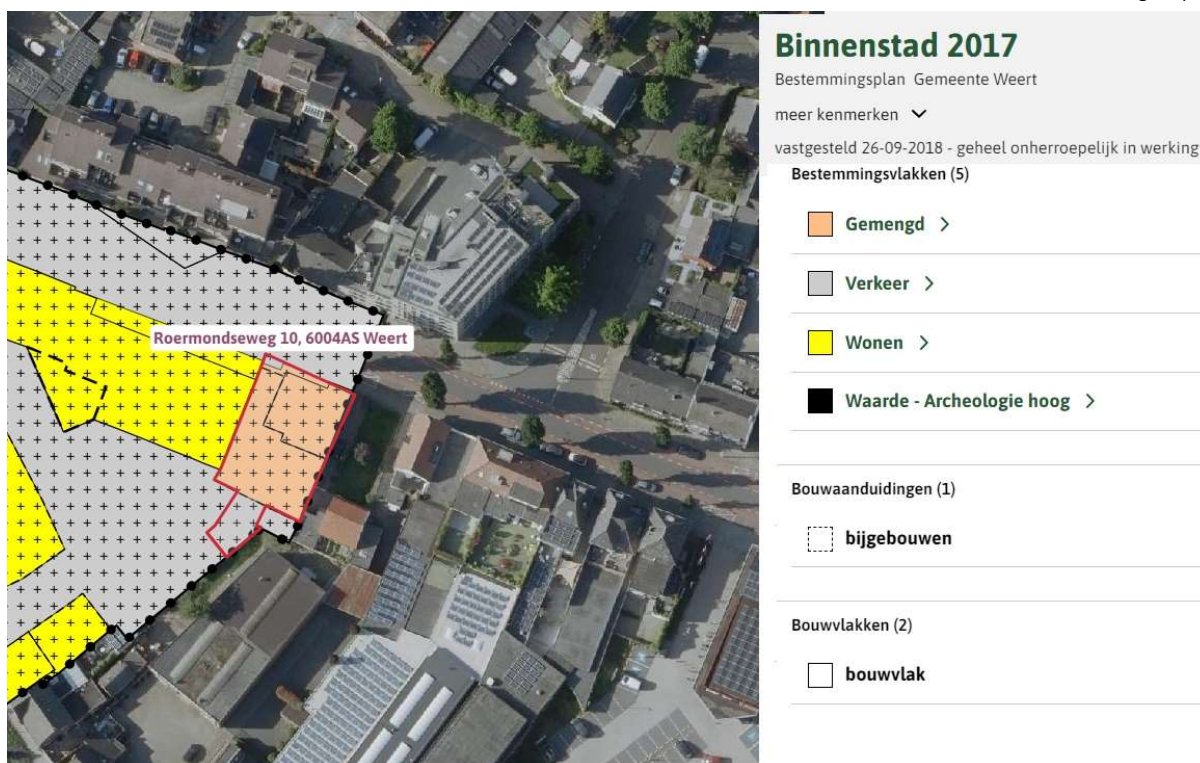 Binnenstad 2017
Bestemmingsplan Gemeente Weert
meer kenmerken
vastgesteld 26-09-2018 - geheel onherroepelijk in werking
Bestemmingsvlakken (5)
Gemengd >
Verkeer >
Wonen >
Waarde - Archeologie hoog >
Bouwaanduidingen (1)
bijgebouwen
Bouwvlakken (2)
bouwvlak
Roermondseweg 10, 6004AS Weert